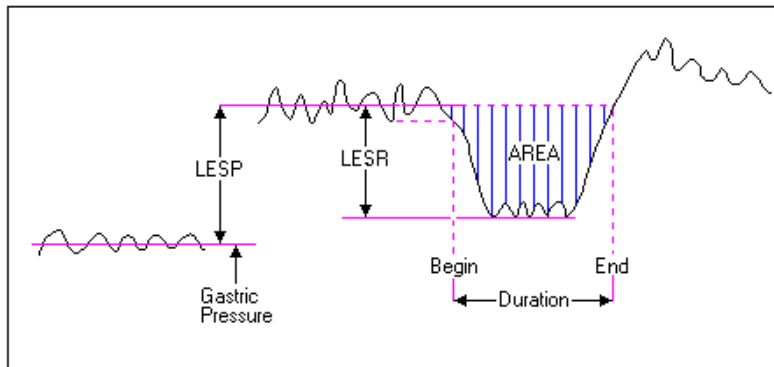 LESP
LESR
AREA
Gastric
Pressure
Begin
End
Duration